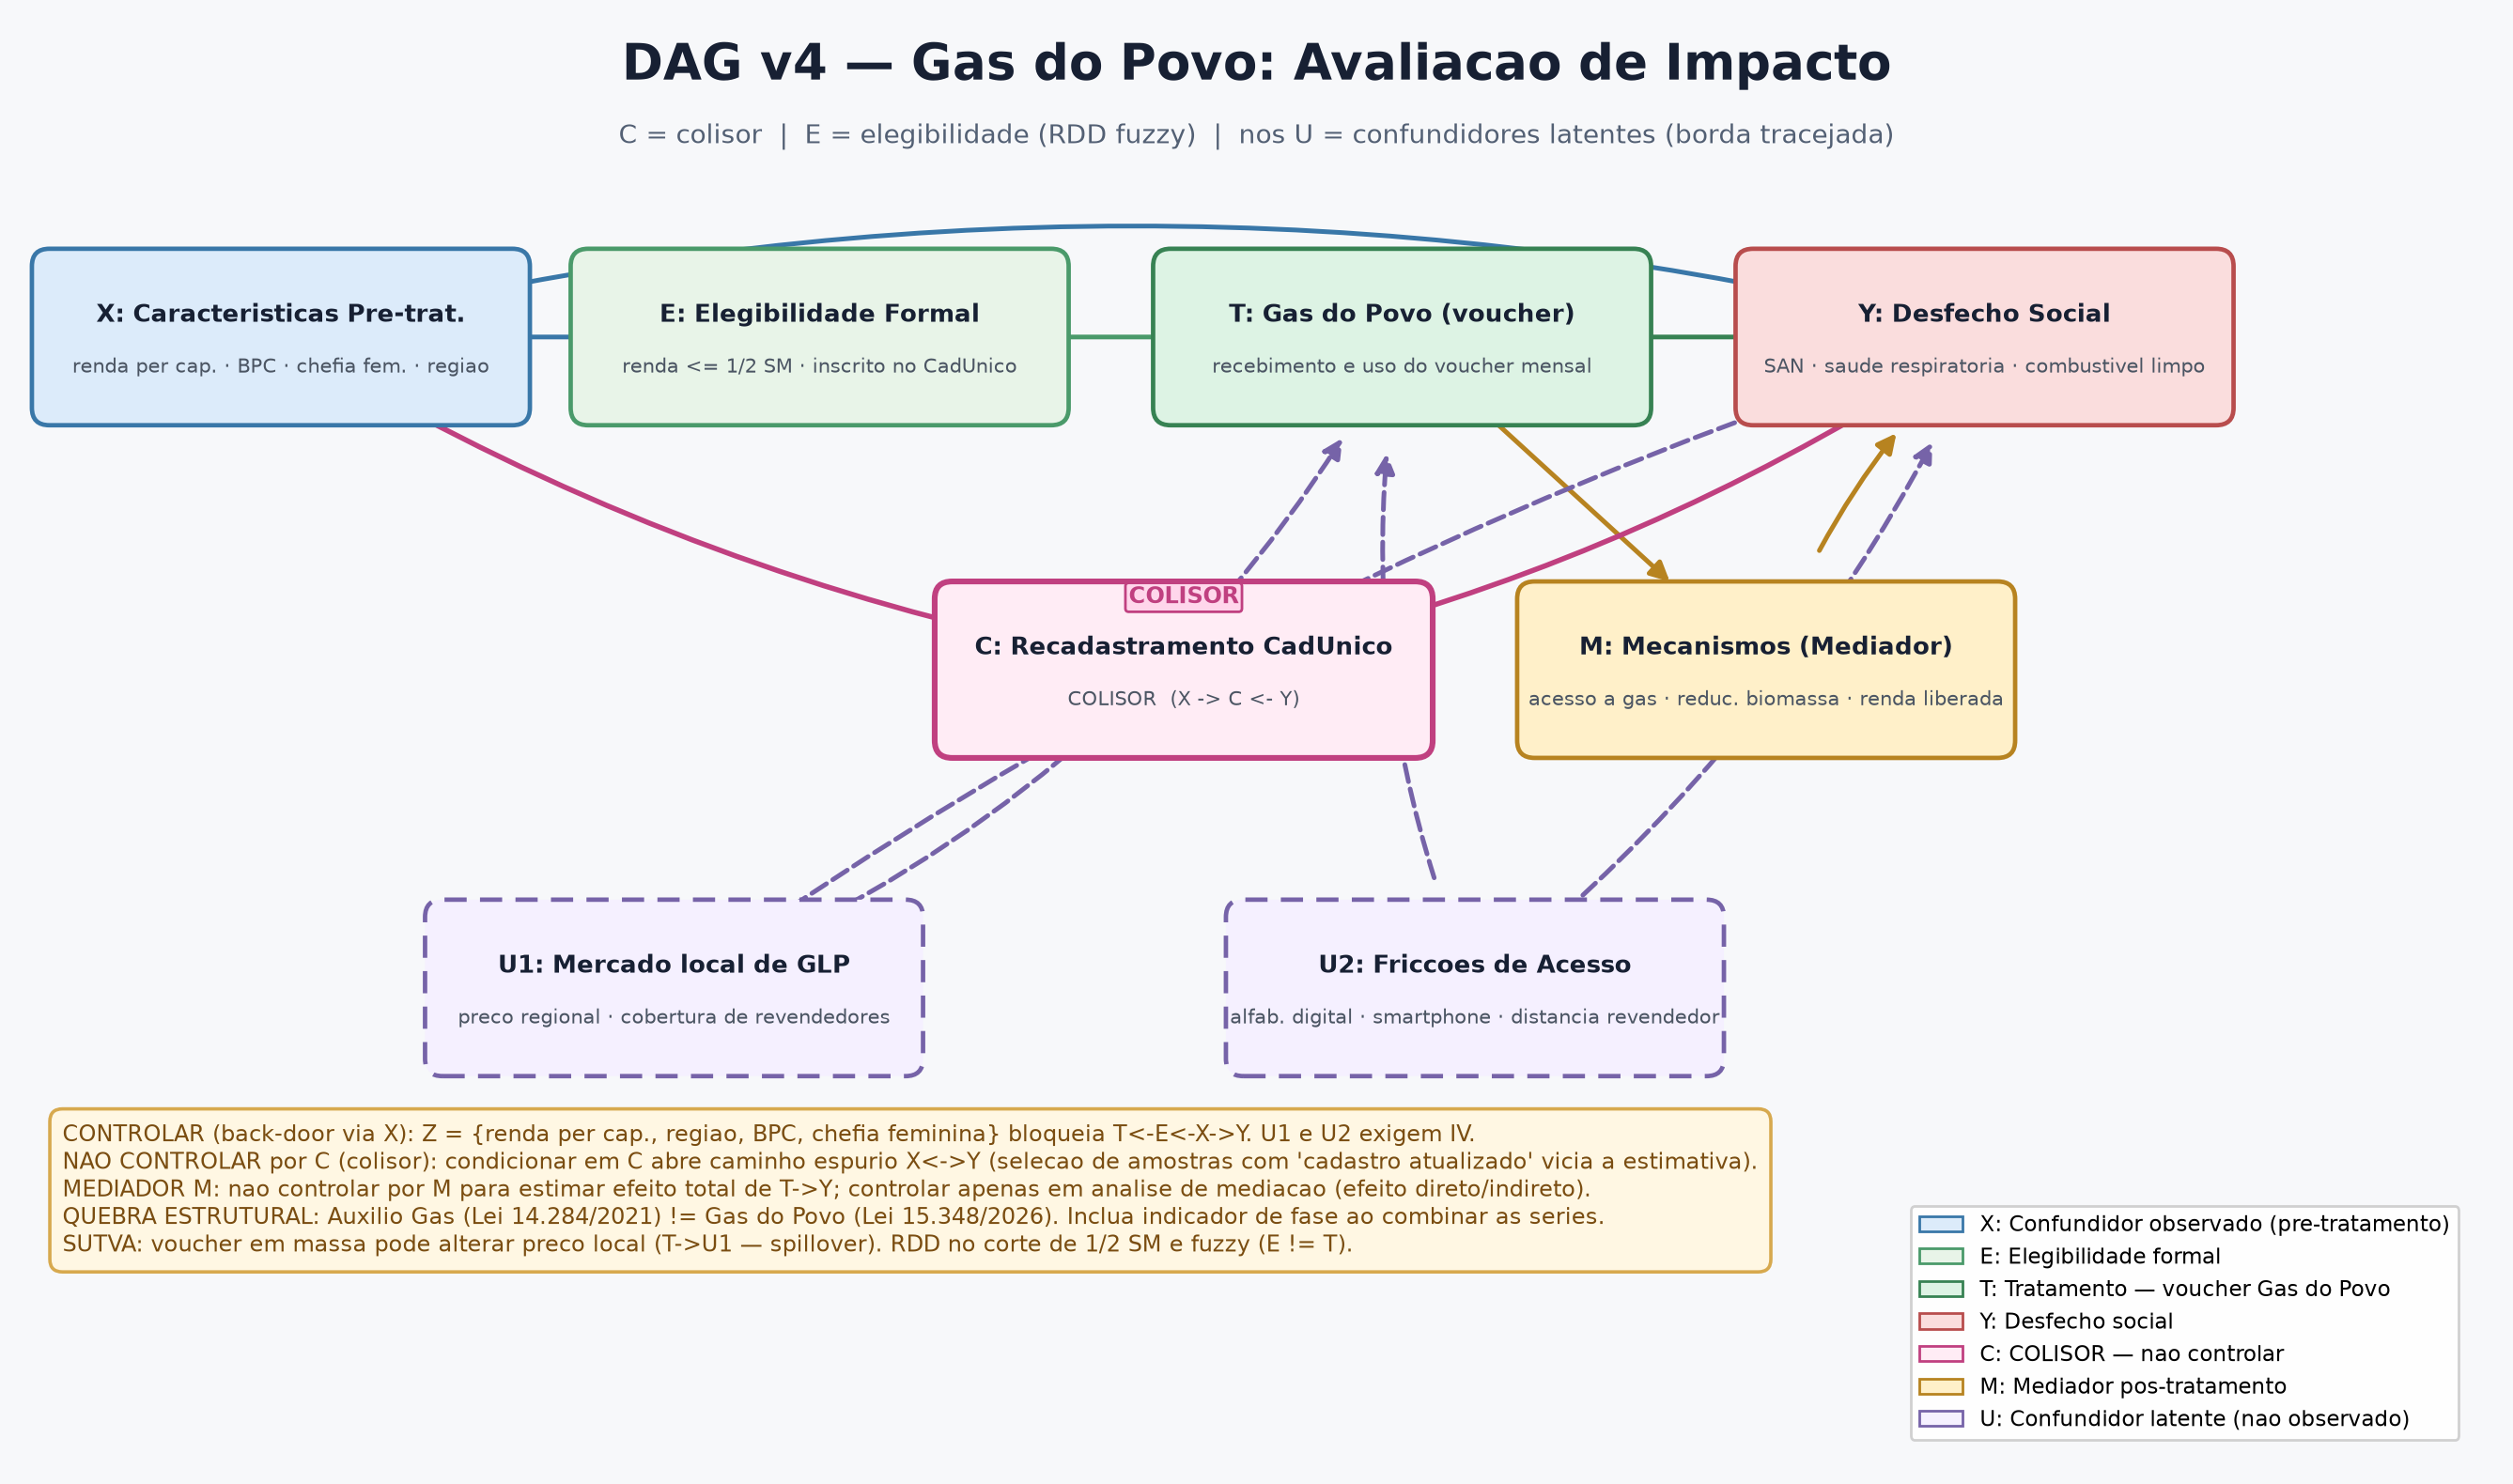 DAG v4 — Gas do Povo: Avaliacao de Impacto
C = colisor | E = elegibilidade (RDD fuzzy) | nos U = confundidores latentes (borda tracejada)
X: Caracteristicas Pre-trat.
renda per cap. · BPC · chefia fem. · regiao
E: Elegibilidade Formal
renda <= 1/2 SM · inscrito no CadUnico
T: Gas do Povo (voucher)
recebimento e uso do voucher mensal
Y: Desfecho Social
SAN · saude respiratoria · combustivel limpo
COLISOR
C: Recadastramento CadUnico
COLISOR (X -> C <- Y)
M: Mecanismos (Mediador)
acesso a gas · reduc. biomassa · renda liberada
U1: Mercado local de GLP
preco regional · cobertura de revendedores
U2: Friccoes de Acesso
alfab. digital · smartphone · distancia revendedor
CONTROLAR (back-door via X): Z = {renda per cap., regiao, BPC, chefia feminina} bloqueia T<-E<-X->Y. U1 e U2 exigem IV.
NAO CONTROLAR por C (colisor): condicionar em C abre caminho espurio X<->Y (selecao de amostras com 'cadastro atualizado' vicia a estimativa).
MEDIADOR M: nao controlar por M para estimar efeito total de T->Y; controlar apenas em analise de mediacao (efeito direto/indireto).
QUEBRA ESTRUTURAL: Auxilio Gas (Lei 14.284/2021) != Gas do Povo (Lei 15.348/2026). Inclua indicador de fase ao combinar as series.
SUTVA: voucher em massa pode alterar preco local (T->U1 — spillover). RDD no corte de 1/2 SM e fuzzy (E != T).
X: Confundidor observado (pre-tratamento)
E: Elegibilidade formal
T: Tratamento — voucher Gas do Povo
Y: Desfecho social
C: COLISOR — nao controlar
M: Mediador pos-tratamento
U: Confundidor latente (nao observado)